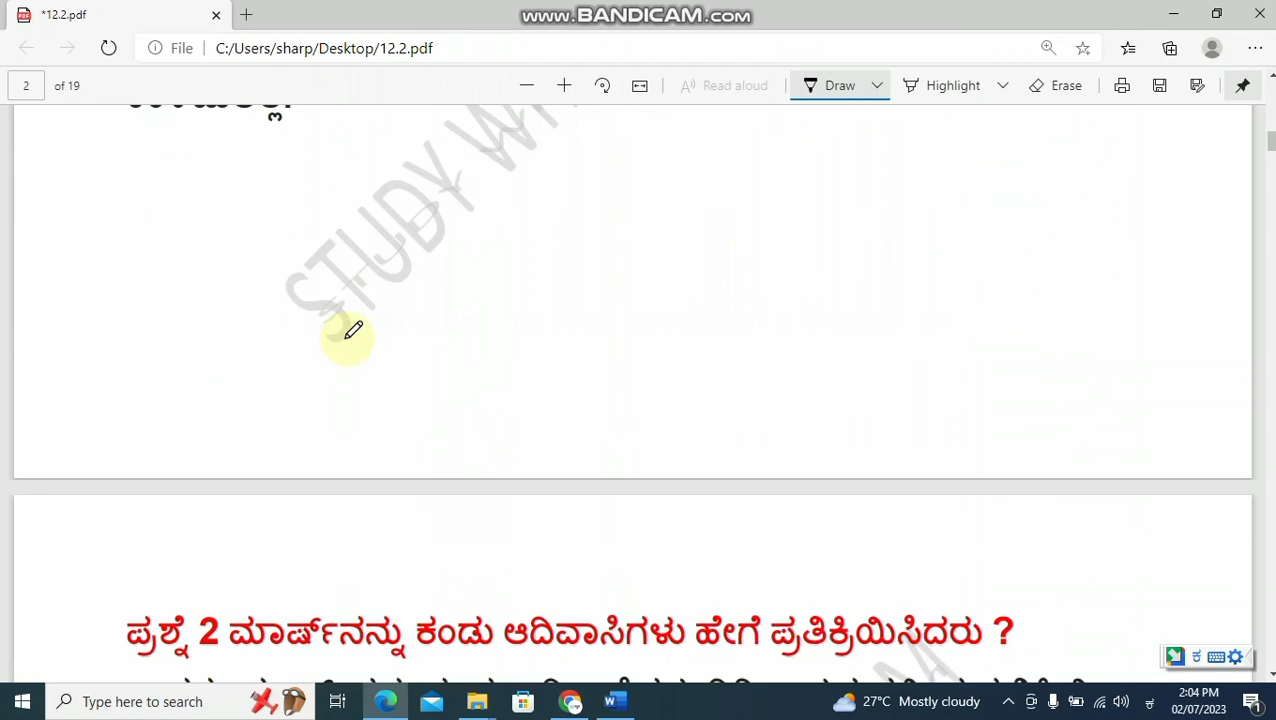 *12.2.pdf
www.BANDICAM.com
File
C:/Users/sharp/Desktop/12.2.pdf
2 of 19
Read aloud
Draw
Highlight
Erase
STUDY
ಪ್ರಶ್ನೆ 2 ಮಾರ್ಷ್‌ನನ್ನು ಕಂಡು ಆದಿವಾಸಿಗಳು ಹೇಗೆ ಪ್ರತಿಕ್ರಿಯಿಸಿದರು ?
ಕ
Type here to search
27°C Mostly cloudy
2:04 PM
02/07/2023
1